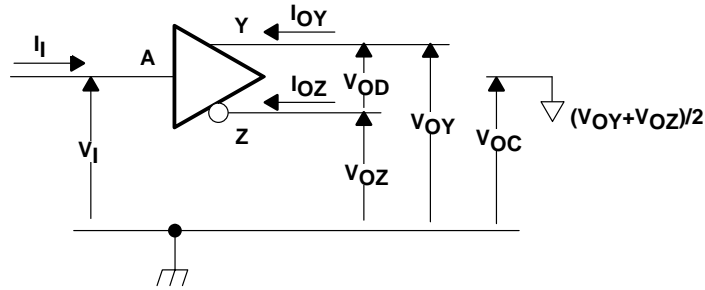 I_I
A
Y
I_OY
I_OZ
Z
V_I
V_OD
V_OZ
V_OY
V_OC
(V_OY+V_OZ)/2